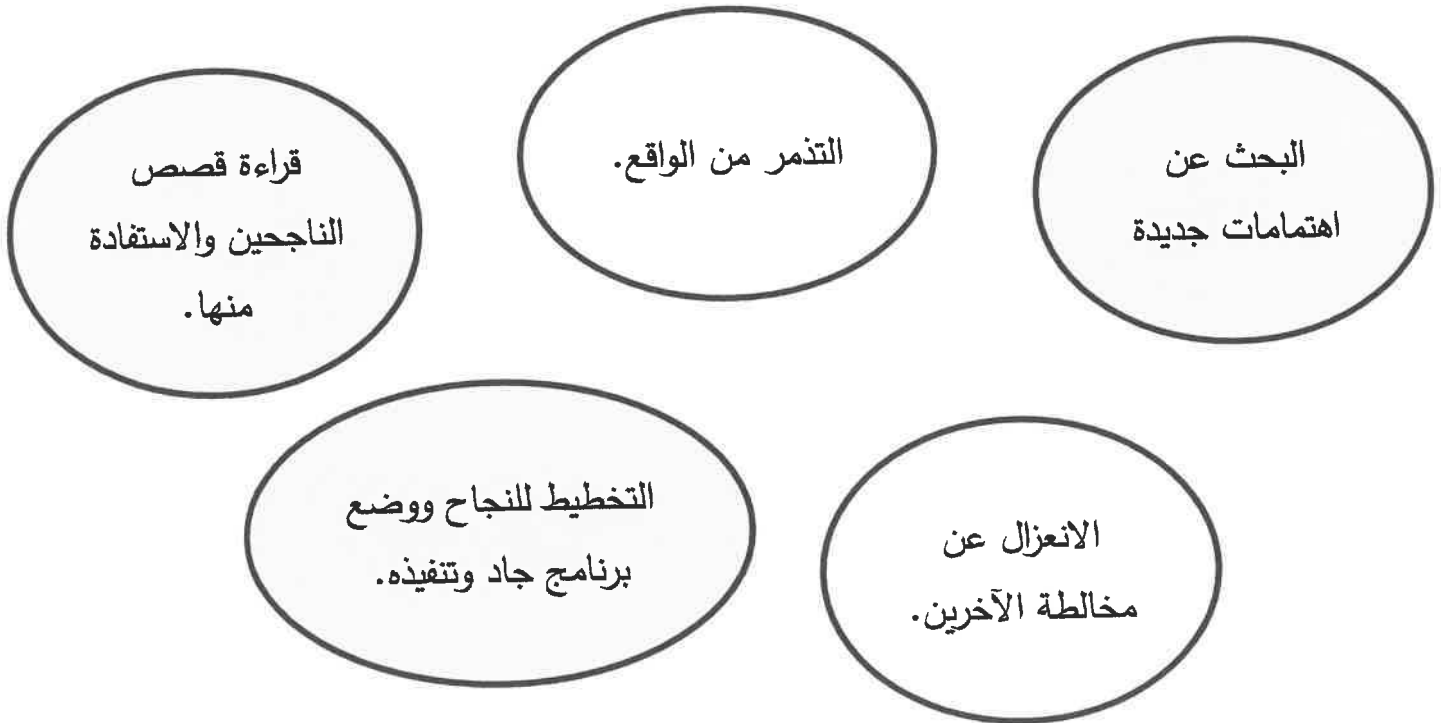 البحث عن
اهتمامات جديدة
التذمر من الواقع.
قراءة قصص
الناجحين والاستفادة
منها.
الانعزال عن
مخالطة الآخرين.
التخطيط للنجاح ووضع
برنامج جاد وتنفيذه.